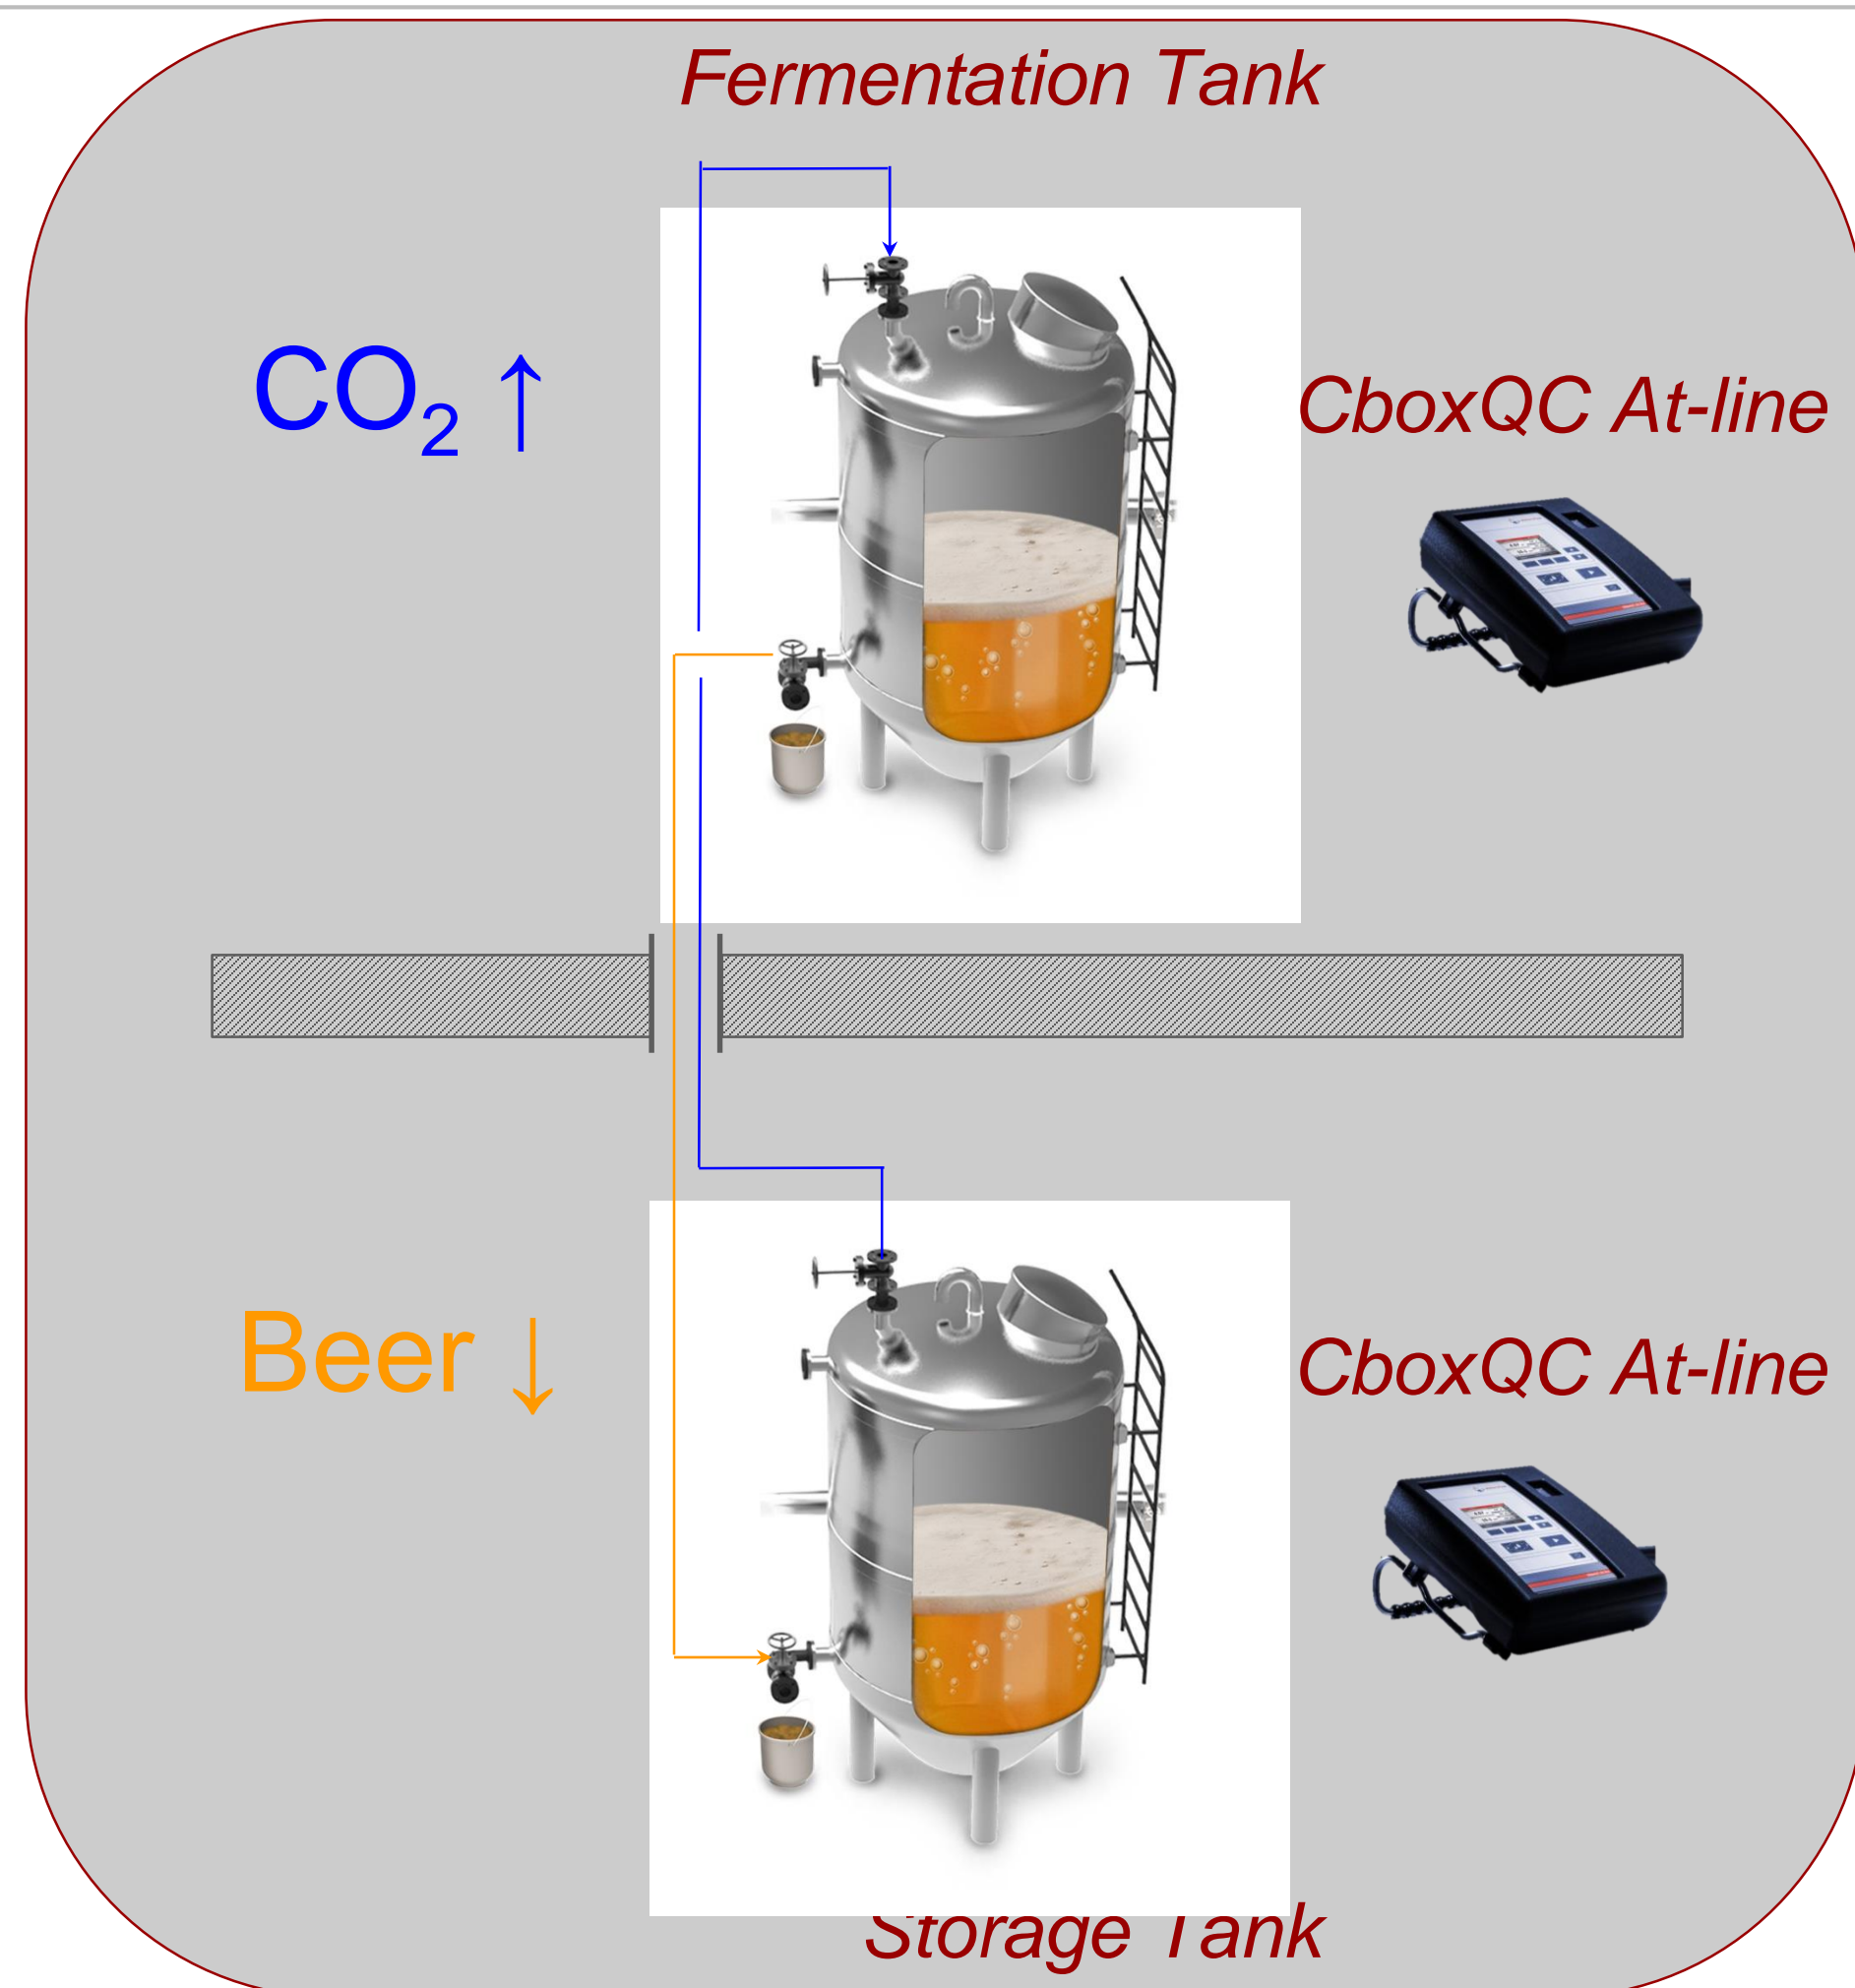 Fermentation Tank
CO₂ ↑
CboxQC At-line
Beer ↓
CboxQC At-line
Storage Tank